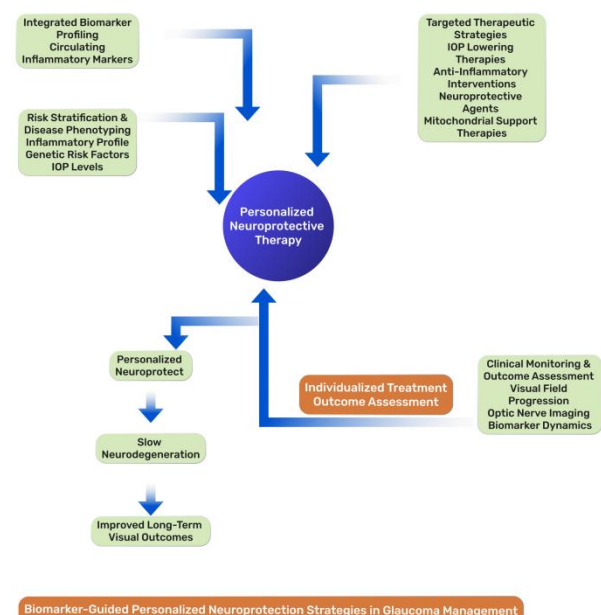 Integrated Biomarker
Profiling
Circulating
Inflammatory Markers
Targeted Therapeutic
Strategies
IOP Lowering
Therapies
Anti-Inflammatory
Interventions
Neuroprotective
Agents
Mitochondrial Support
Therapies
Risk Stratification &
Disease Phenotyping
Inflammatory Profile
Genetic Risk Factors
IOP Levels
Personalized
Neuroprotective
Therapy
Personalized
Neuroprotect
Slow
Neurodegeneration
Improved Long-Term
Visual Outcomes
Individualized Treatment
Outcome Assessment
Clinical Monitoring &
Outcome Assessment
Visual Field
Progression
Optic Nerve Imaging
Biomarker Dynamics
Biomarker-Guided Personalized Neuroprotection Strategies in Glaucoma Management